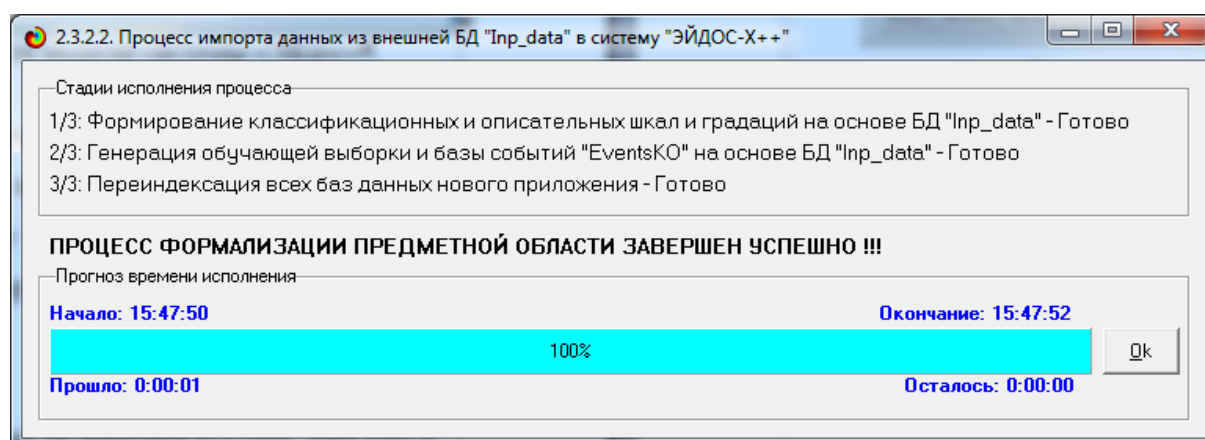 2.3.2.2. Процесс импорта данных из внешней БД "Inp_data" в систему "ЭЙДОС-X++"
Стадии исполнения процесса
1/3: Формирование классификационных и описательных шкал и градаций на основе БД "Inp_data" - Готово
2/3: Генерация обучающей выборки и базы событий "EventsKO" на основе БД "Inp_data" - Готово
3/3: Переиндексация всех баз данных нового приложения - Готово
ПРОЦЕСС ФОРМАЛИЗАЦИИ ПРЕДМЕТНОЙ ОБЛАСТИ ЗАВЕРШЕН УСПЕШНО !!!
Прогноз времени исполнения
Начало: 15:47:50 Окончание: 15:47:52
100% Ok
Прошло: 0:00:01 Осталось: 0:00:00